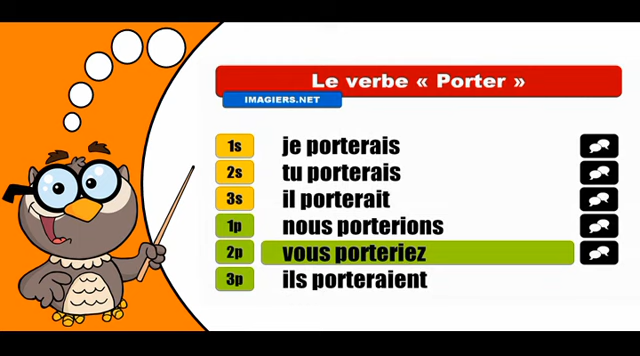 Le verbe « Porter »
IMAGIERS.NET
1s je porterais
2s tu porterais
3s il porterait
1p nous porterions
2p vous porteriez
3p ils porteraient